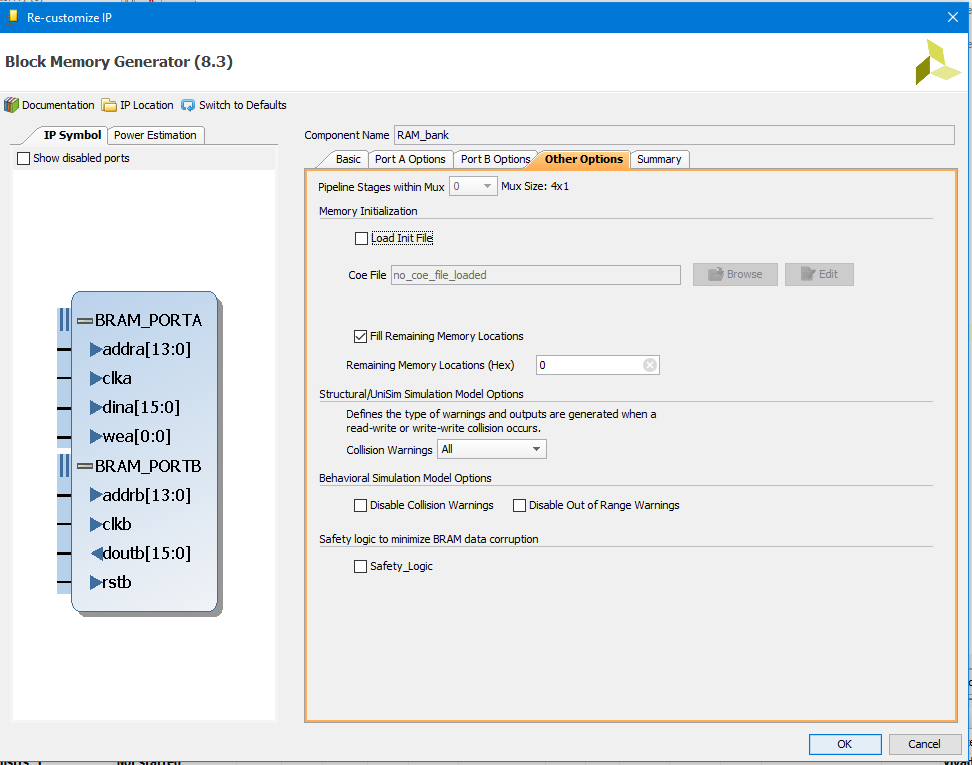 Re-customize IP
Block Memory Generator (8.3)
Documentation IP Location Switch to Defaults
IP Symbol Power Estimation
Show disabled ports
BRAM_PORTA
addra[13:0]
clka
dina[15:0]
wea[0:0]
BRAM_PORTB
addrb[13:0]
clkb
doutb[15:0]
rstb
Component Name RAM_bank
Basic Port A Options Port B Options Other Options Summary
Pipeline Stages within Mux 0 Mux Size: 4x1
Memory Initialization
Load Init File
Coe File no_coe_file_loaded Browse Edit
Fill Remaining Memory Locations
Remaining Memory Locations (Hex) 0
Structural/UniSim Simulation Model Options
Defines the type of warnings and outputs are generated when a
read-write or write-write collision occurs.
Collision Warnings All
Behavioral Simulation Model Options
Disable Collision Warnings Disable Out of Range Warnings
Safety logic to minimize BRAM data corruption
Safety_Logic
OK Cancel